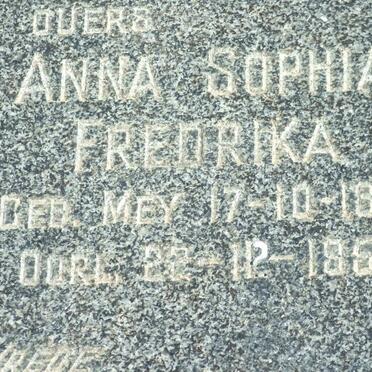 OUERS
ANNA SOPHIA
FREDRIKA
GEB. MEY 17-10-18
OORL. 22-11-18